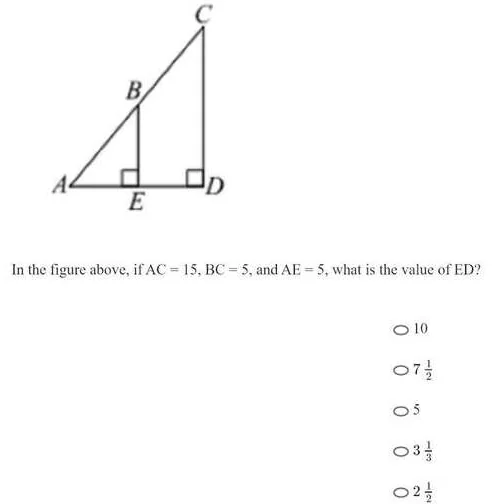 C
B
A
E
D
In the figure above, if AC = 15, BC = 5, and AE = 5, what is the value of ED?
10
7 1/2
5
3 1/3
2 1/2